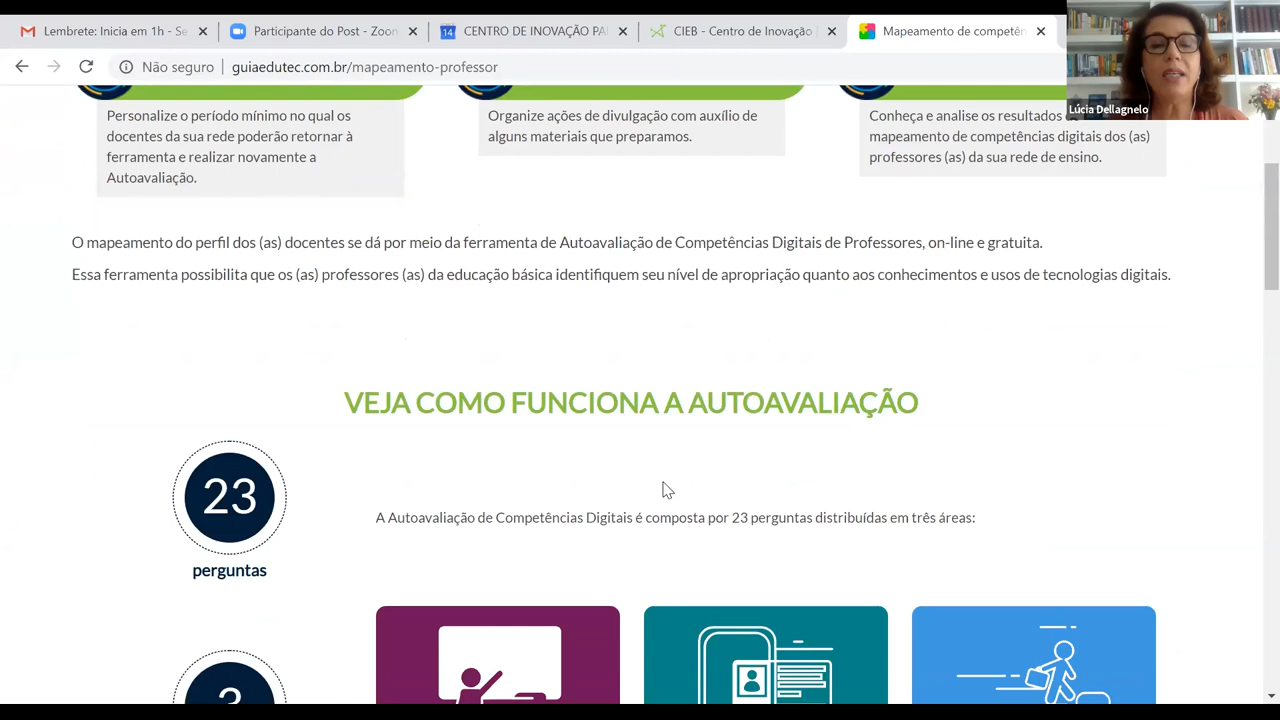 Lembrete: Inicia em 1h - Se
Participante do Post - Zoom
14
CENTRO DE INOVAÇÃO PA
CIEB - Centro de Inovação
Mapeamento de competên
Não seguro
guiaedutec.com.br/mapeamento-professor
Lúcia Dellagnelo
Personalize o período mínimo no qual os
docentes da sua rede poderão retornar à
ferramenta e realizar novamente a
Autoavaliação.
Organize ações de divulgação com auxílio de
alguns materiais que preparamos.
Conheça e analise os resultados
mapeamento de competências digitais dos (as)
professores (as) da sua rede de ensino.
O mapeamento do perfil dos (as) docentes se dá por meio da ferramenta de Autoavaliação de Competências Digitais de Professores, on-line e gratuita.
Essa ferramenta possibilita que os (as) professores (as) da educação básica identifiquem seu nível de apropriação quanto aos conhecimentos e usos de tecnologias digitais.
VEJA COMO FUNCIONA A AUTOAVALIAÇÃO
23
perguntas
A Autoavaliação de Competências Digitais é composta por 23 perguntas distribuídas em três áreas:
3